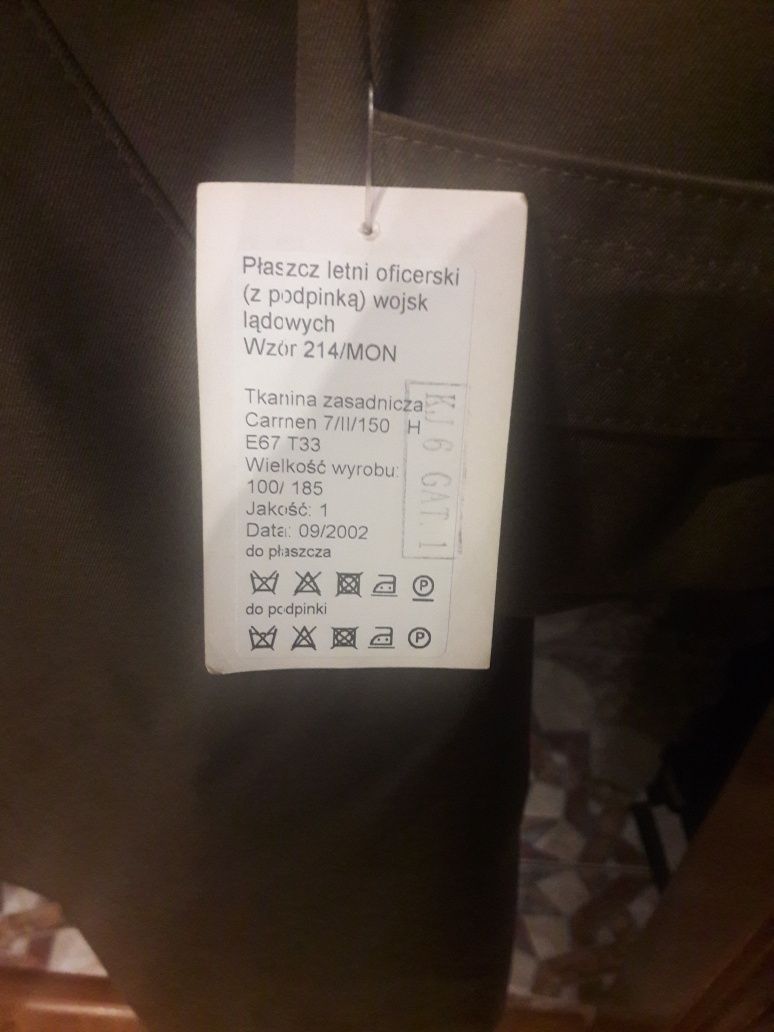 Płaszcz letni oficerski
(z podpinką) wojsk
lądowych
Wzór 214/MON
Tkanina zasadnicza
Carmen 7/II/150 H
E67 T33
Wielkość wyrobu:
100/ 185
Jakość: 1
Data: 09/2002
do płaszcza
P
do podpinki
P
KJ 6 GAT. 1